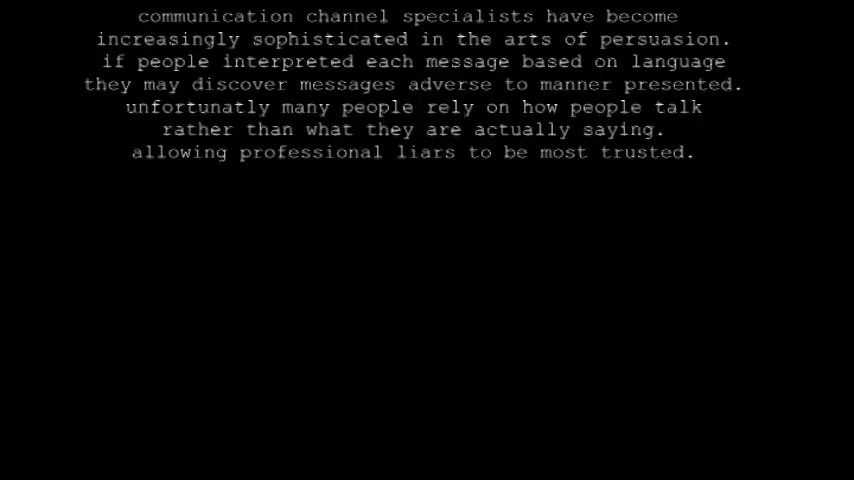 communication channel specialists have become
increasingly sophisticated in the arts of persuasion.
if people interpreted each message based on language
they may discover messages adverse to manner presented.
unfortunatly many people rely on how people talk
rather than what they are actually saying.
allowing professional liars to be most trusted.